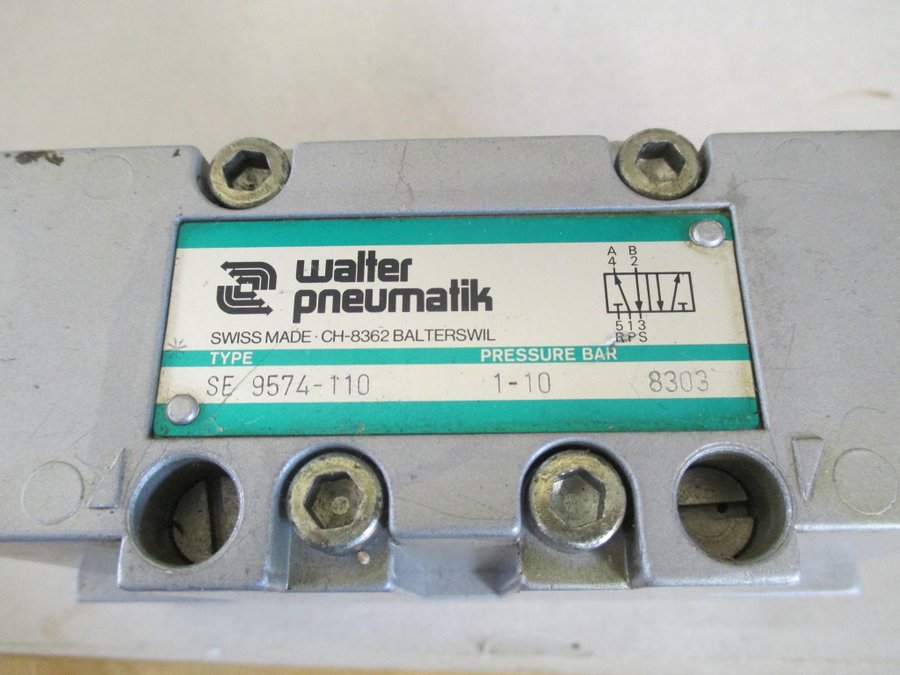 walter
pneumatik
SWISS MADE · CH-8362 BALTERSWIL
A B
4 2
5 1 3
R P S
TYPE PRESSURE BAR
SE 9574-110 1-10 8303